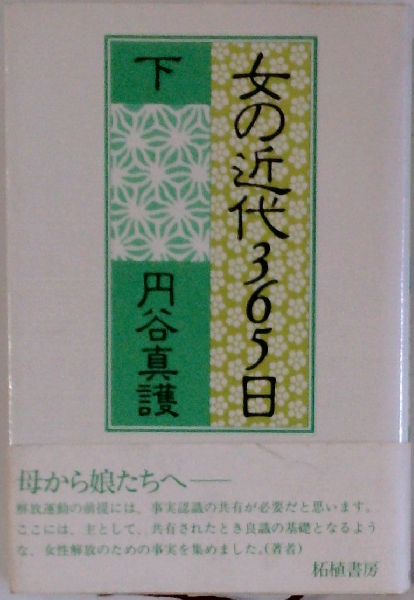 女の近代365日
下
円谷真護
母から娘たちへ──
解放運動の前提には、事実認識の共有が必要だと思います。
ここには、主として、共有されたとき良識の基礎となるよう
な、女性解放のための事実を集めました。(著者)
柘植書房